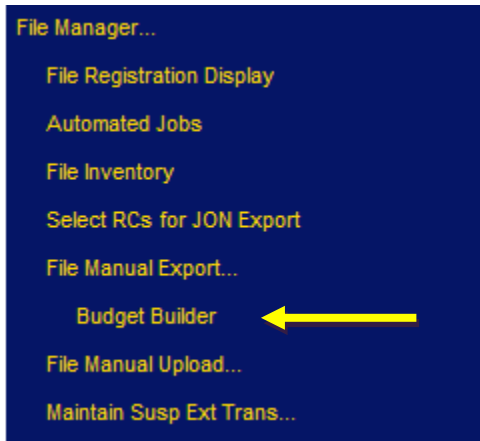 File Manager...
File Registration Display
Automated Jobs
File Inventory
Select RCs for JON Export
File Manual Export...
Budget Builder
File Manual Upload...
Maintain Susp Ext Trans...